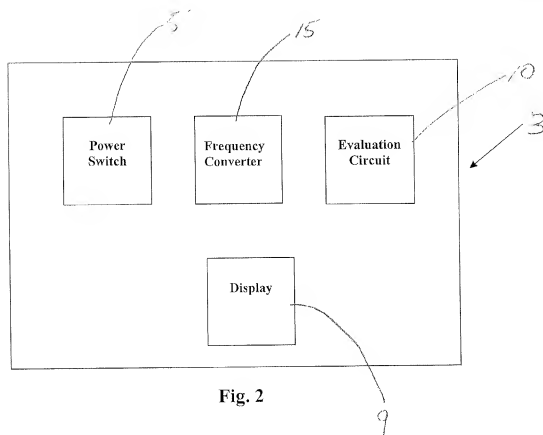 5
15
10
3
Power
Switch
Frequency
Converter
Evaluation
Circuit
Display
Fig. 2
9